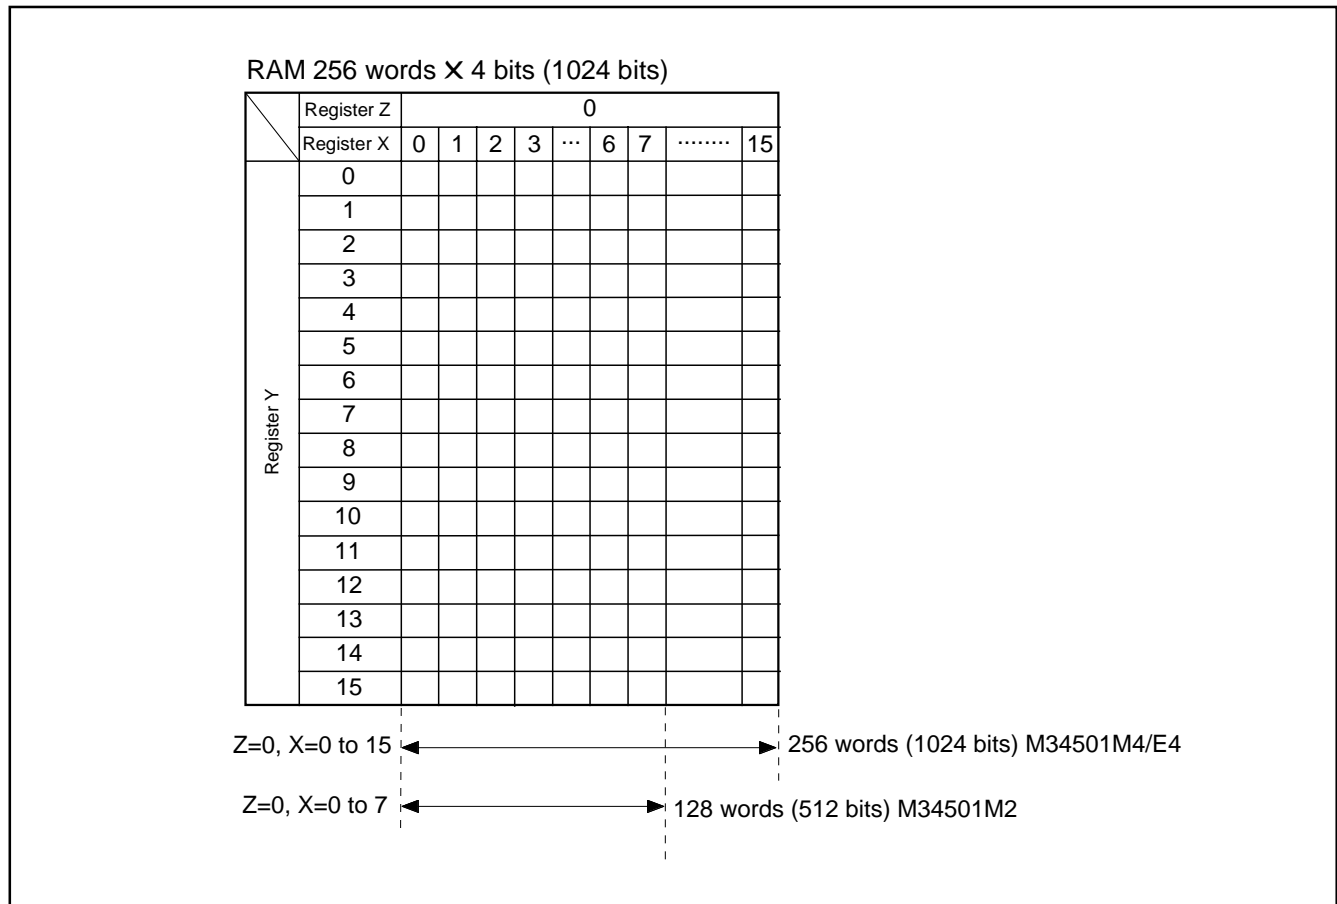 RAM 256 words X 4 bits (1024 bits)
Register Z 0
Register X 0 1 2 3 ... 6 7 ........ 15
Register Y
0
1
2
3
4
5
6
7
8
9
10
11
12
13
14
15
Z=0, X=0 to 15 256 words (1024 bits) M34501M4/E4
Z=0, X=0 to 7 128 words (512 bits) M34501M2